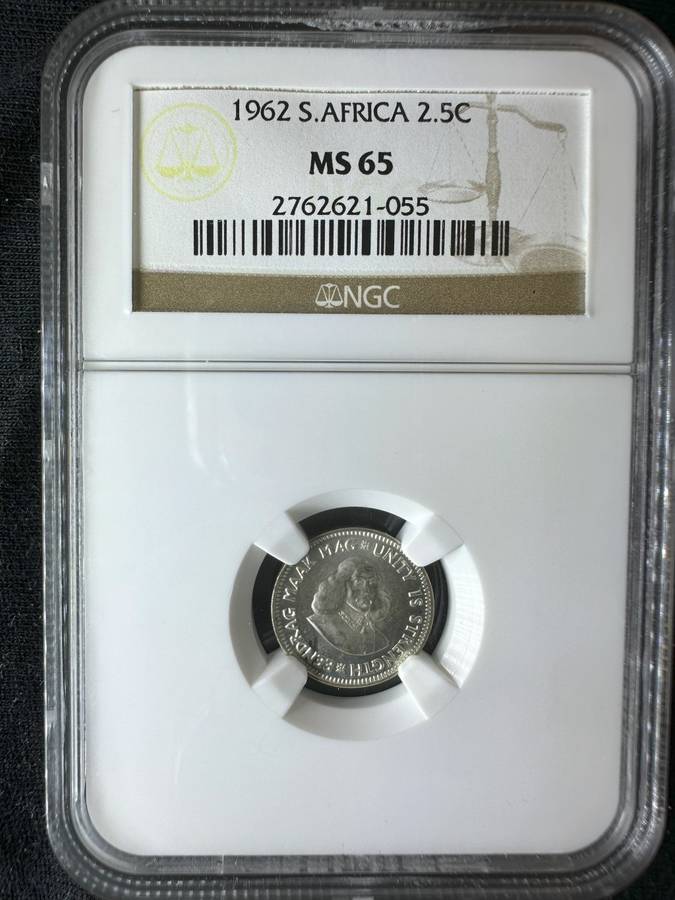 1962 S.AFRICA 2.5C
MS 65
2762621-055
NGC
EENDRAG MAAK MAG * UNITY IS STRENGTH *